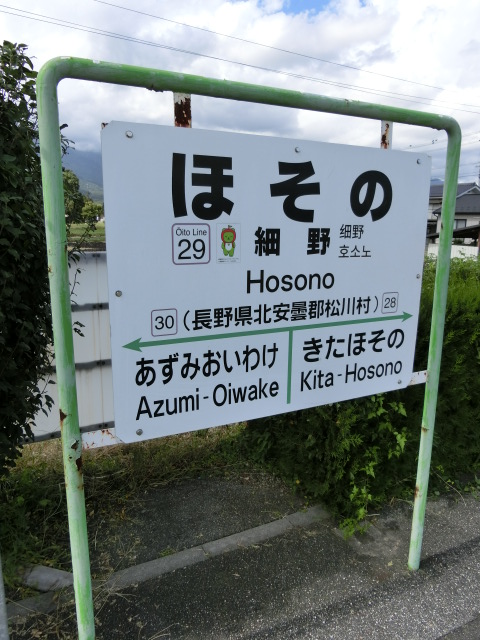 ほその
Ōito Line
29
細野
细野
호소노
Hosono
30 (長野県北安曇郡松川村) 28
あずみおいわけ
Azumi-Oiwake
きたほその
Kita-Hosono